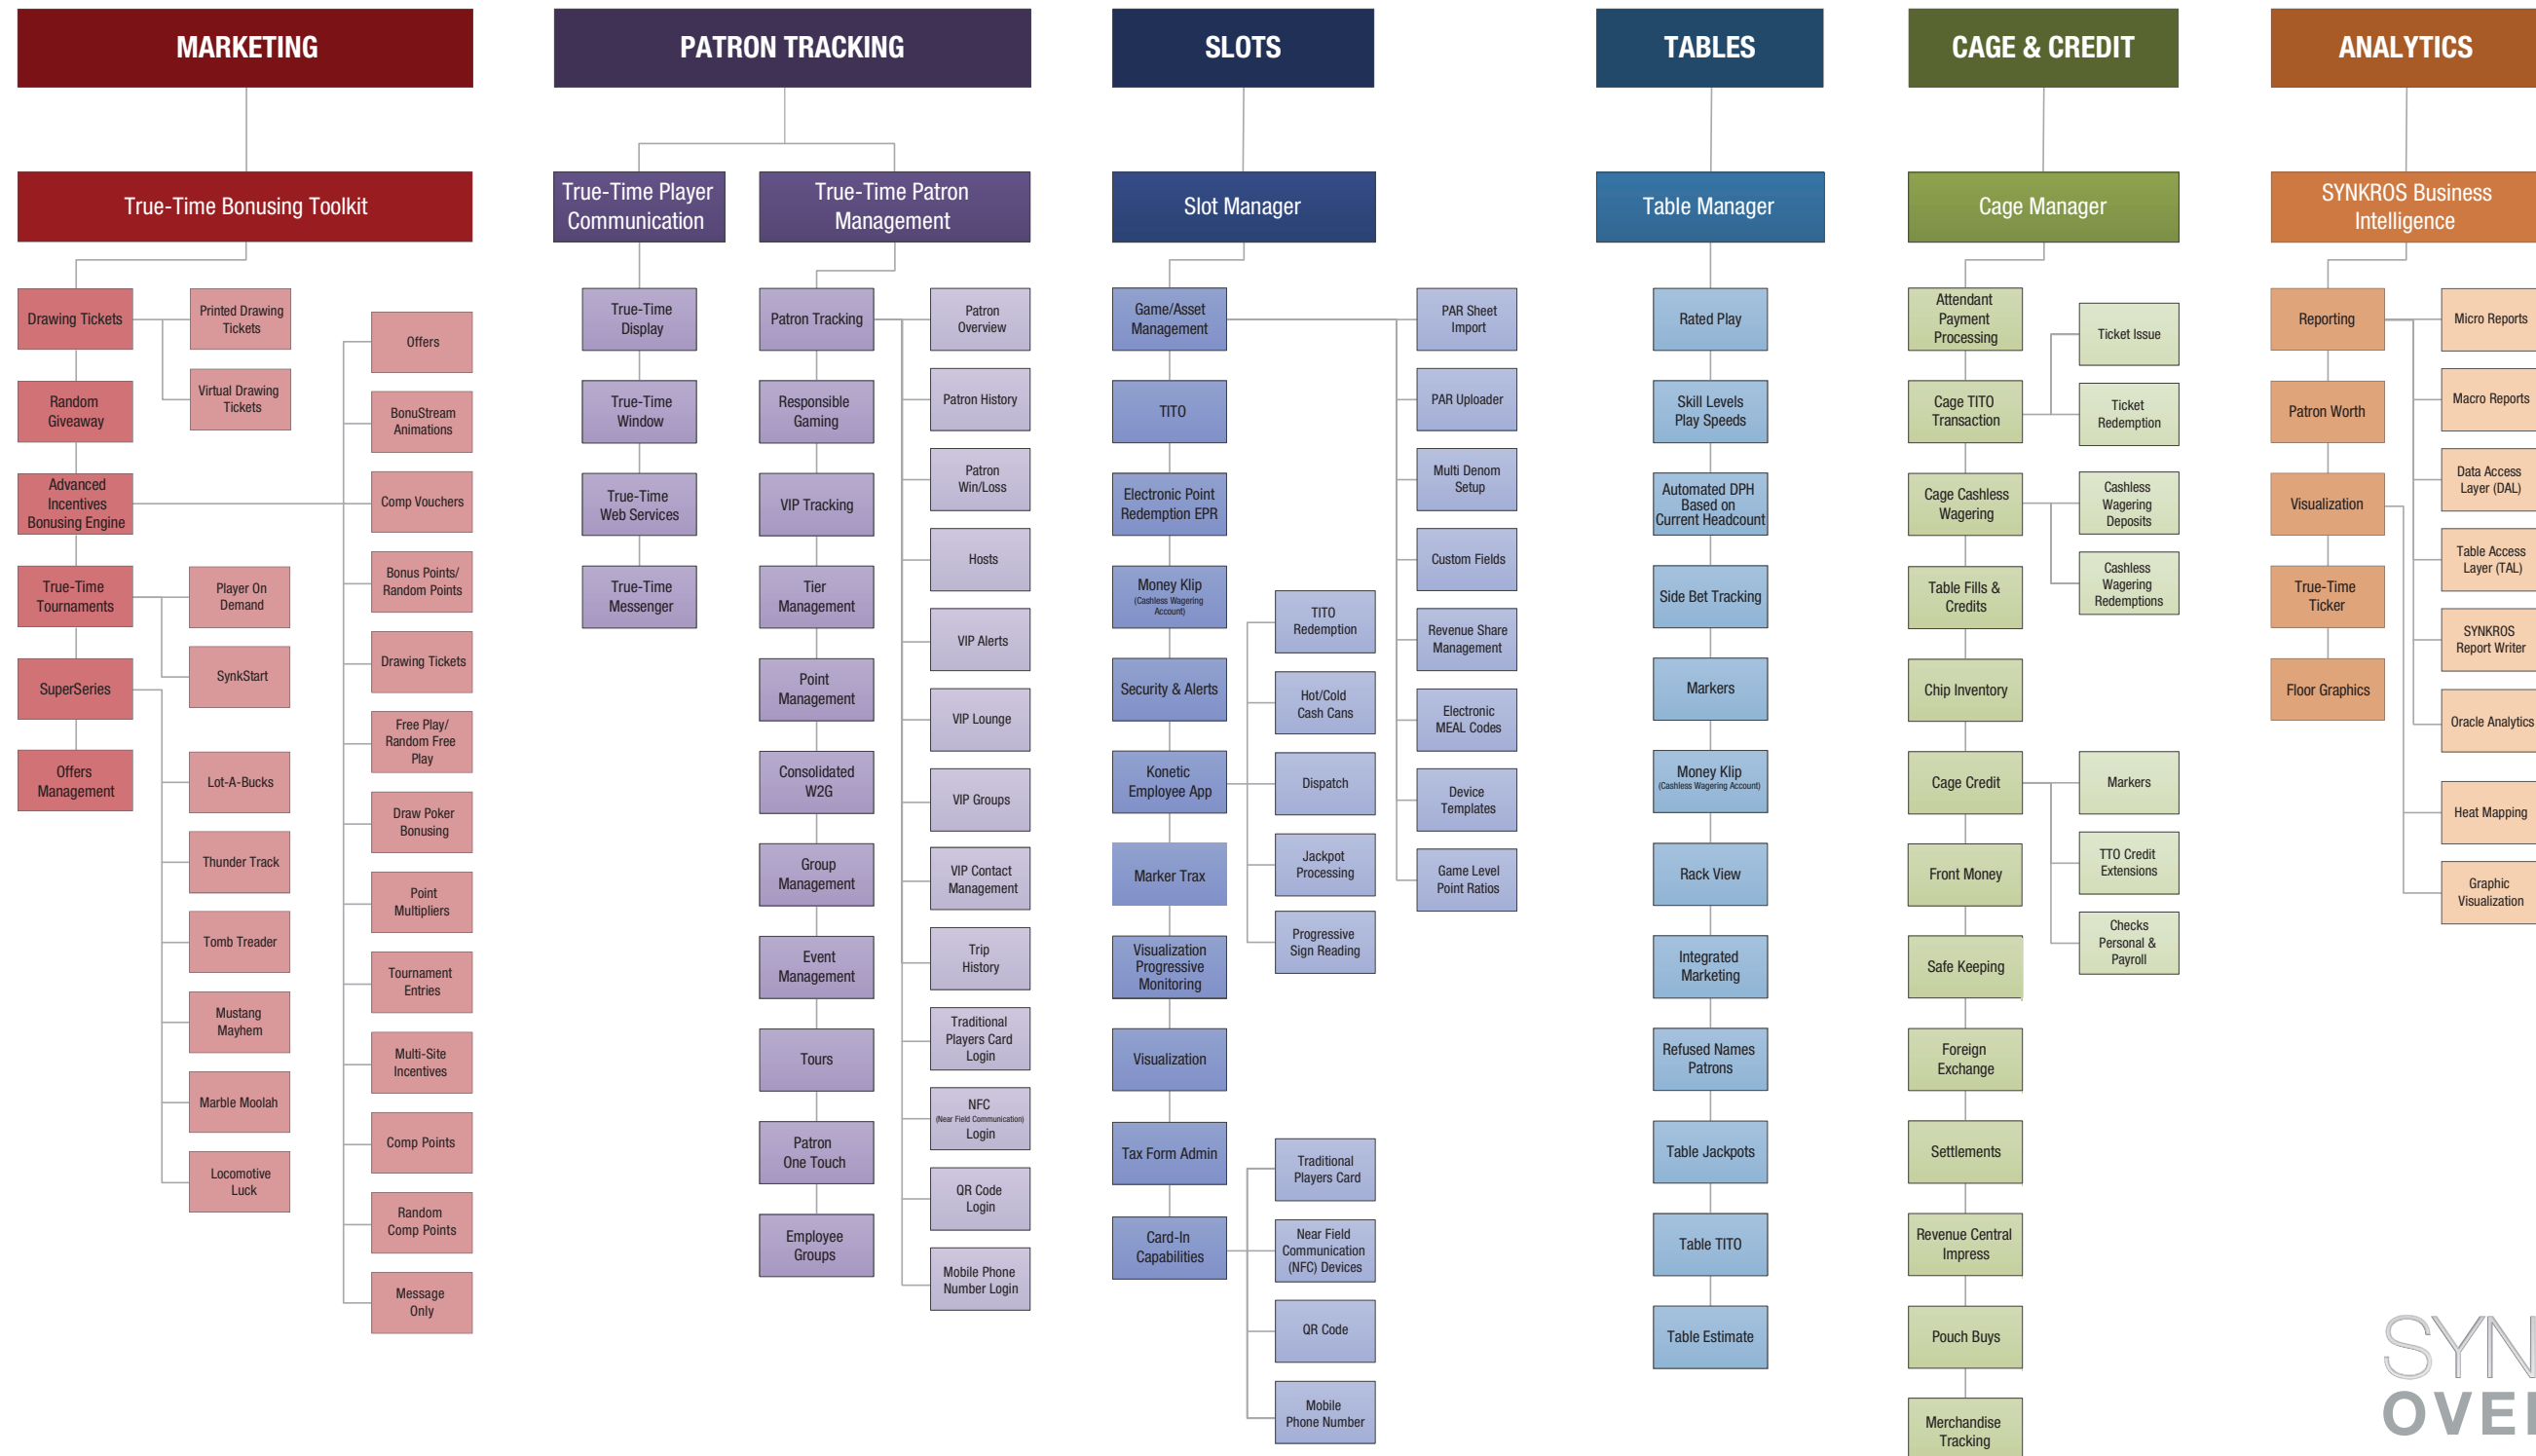 MARKETING
True-Time Bonusing Toolkit
Drawing Tickets
Printed Drawing
Tickets
Virtual Drawing
Tickets
Random
Giveaway
Advanced
Incentives
Bonusing Engine
True-Time
Tournaments
Player On
Demand
SynkStart
SuperSeries
Lot-A-Bucks
Thunder Track
Tomb Treader
Mustang
Mayhem
Marble Moolah
Locomotive
Luck
Offers
Management
Offers
BonuStream
Animations
Comp Vouchers
Bonus Points/
Random Points
Drawing Tickets
Free Play/
Random Free
Play
Draw Poker
Bonusing
Point
Multipliers
Tournament
Entries
Multi-Site
Incentives
Comp Points
Random
Comp Points
Message
Only
PATRON TRACKING
True-Time Player
Communication
True-Time
Display
True-Time
Window
True-Time
Web Services
True-Time
Messenger
True-Time Patron
Management
Patron Tracking
Responsible
Gaming
VIP Tracking
Tier
Management
Point
Management
Consolidated
W2G
Group
Management
Event
Management
Tours
Patron
One Touch
Employee
Groups
Patron
Overview
Patron History
Patron
Win/Loss
Hosts
VIP Alerts
VIP Lounge
VIP Groups
VIP Contact
Management
Trip
History
Traditional
Players Card
Login
NFC
(Near Field Communication)
Login
QR Code
Login
Mobile Phone
Number Login
SLOTS
Slot Manager
Game/Asset
Management
TITO
Electronic Point
Redemption EPR
Money Klip
(Cashless Wagering
Account)
Security & Alerts
Konetic
Employee App
Marker Trax
Visualization
Progressive
Monitoring
Visualization
Tax Form Admin
Card-In
Capabilities
TITO
Redemption
Hot/Cold
Cash Cans
Dispatch
Jackpot
Processing
Progressive
Sign Reading
Traditional
Players Card
Near Field
Communication
(NFC) Devices
QR Code
Mobile
Phone Number
PAR Sheet
Import
PAR Uploader
Multi Denom
Setup
Custom Fields
Revenue Share
Management
Electronic
MEAL Codes
Device
Templates
Game Level
Point Ratios
TABLES
Table Manager
Rated Play
Skill Levels
Play Speeds
Automated DPH
Based on
Current Headcount
Side Bet Tracking
Markers
Money Klip
(Cashless Wagering Account)
Rack View
Integrated
Marketing
Refused Names
Patrons
Table Jackpots
Table TITO
Table Estimate
CAGE & CREDIT
Cage Manager
Attendant
Payment
Processing
Cage TITO
Transaction
Cage Cashless
Wagering
Table Fills &
Credits
Chip Inventory
Cage Credit
Front Money
Safe Keeping
Foreign
Exchange
Settlements
Revenue Central
Impress
Pouch Buys
Merchandise
Tracking
Ticket Issue
Ticket
Redemption
Cashless
Wagering
Deposits
Cashless
Wagering
Redemptions
Markers
TTO Credit
Extensions
Checks
Personal &
Payroll
ANALYTICS
SYNKROS Business
Intelligence
Reporting
Patron Worth
Visualization
True-Time
Ticker
Floor Graphics
Micro Reports
Macro Reports
Data Access
Layer (DAL)
Table Access
Layer (TAL)
SYNKROS
Report Writer
Oracle Analytics
Heat Mapping
Graphic
Visualization